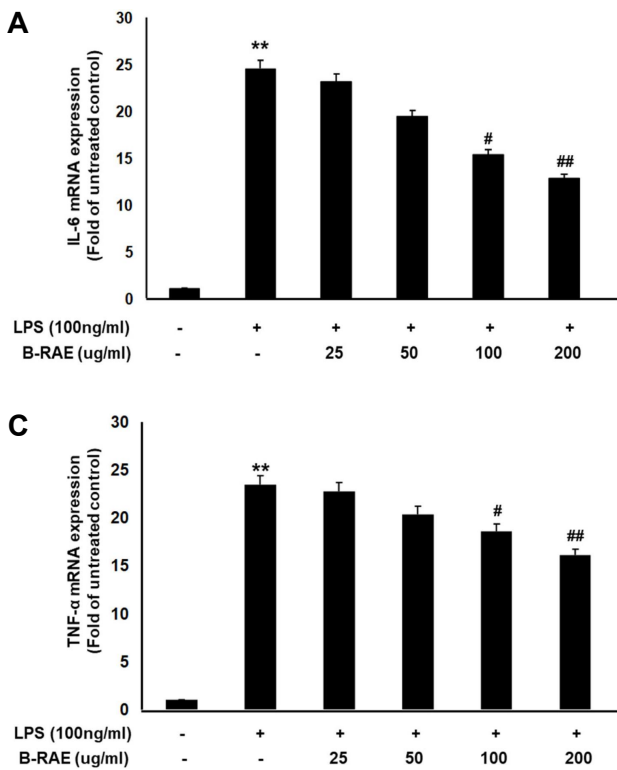 A
IL-6 mRNA expression
(Fold of untreated control)
30
25
20
15
10
5
0
**
#
##
LPS (100ng/ml) - + + + + +
B-RAE (ug/ml) - - 25 50 100 200
C
TNF-α mRNA expression
(Fold of untreated control)
30
25
20
15
10
5
0
**
#
##
LPS (100ng/ml) - + + + + +
B-RAE (ug/ml) - - 25 50 100 200